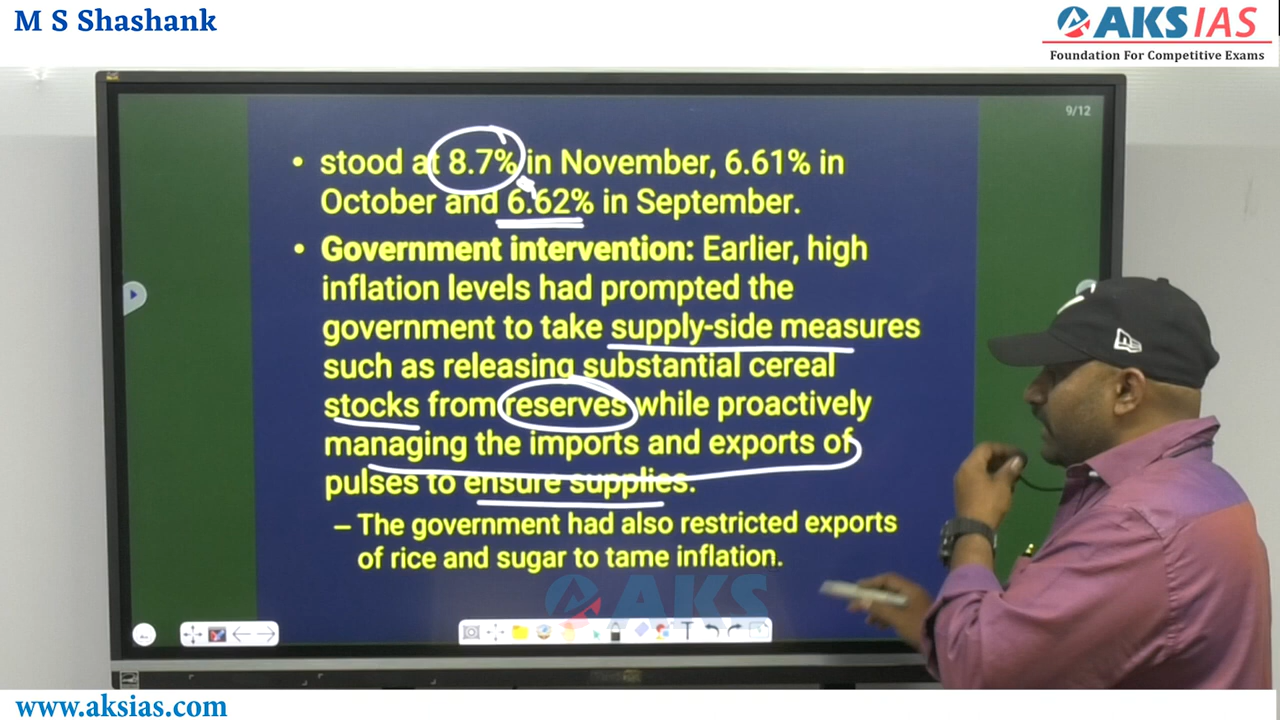 M S Shashank
AKS IAS
Foundation For Competitive Exams
9/12
• stood at 8.7% in November, 6.61% in
October and 6.62% in September.
• Government intervention: Earlier, high
inflation levels had prompted the
government to take supply-side measures
such as releasing substantial cereal
stocks from reserves while proactively
managing the imports and exports of
pulses to ensure supplies.
– The government had also restricted exports
of rice and sugar to tame inflation.
AKS
www.aksias.com